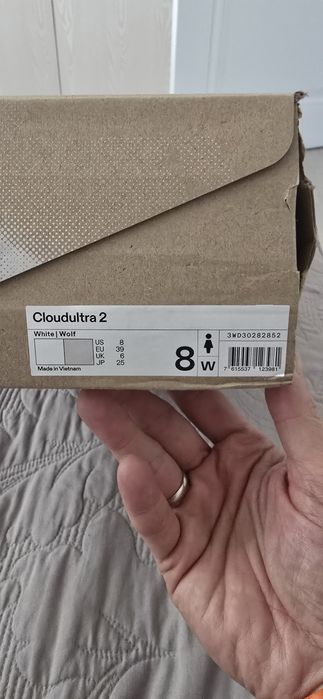 Cloudultra 2
White | Wolf
US 8
EU 39
UK 6
JP 25
Made in Vietnam
8
W
3WD30282852
7 615537 123981